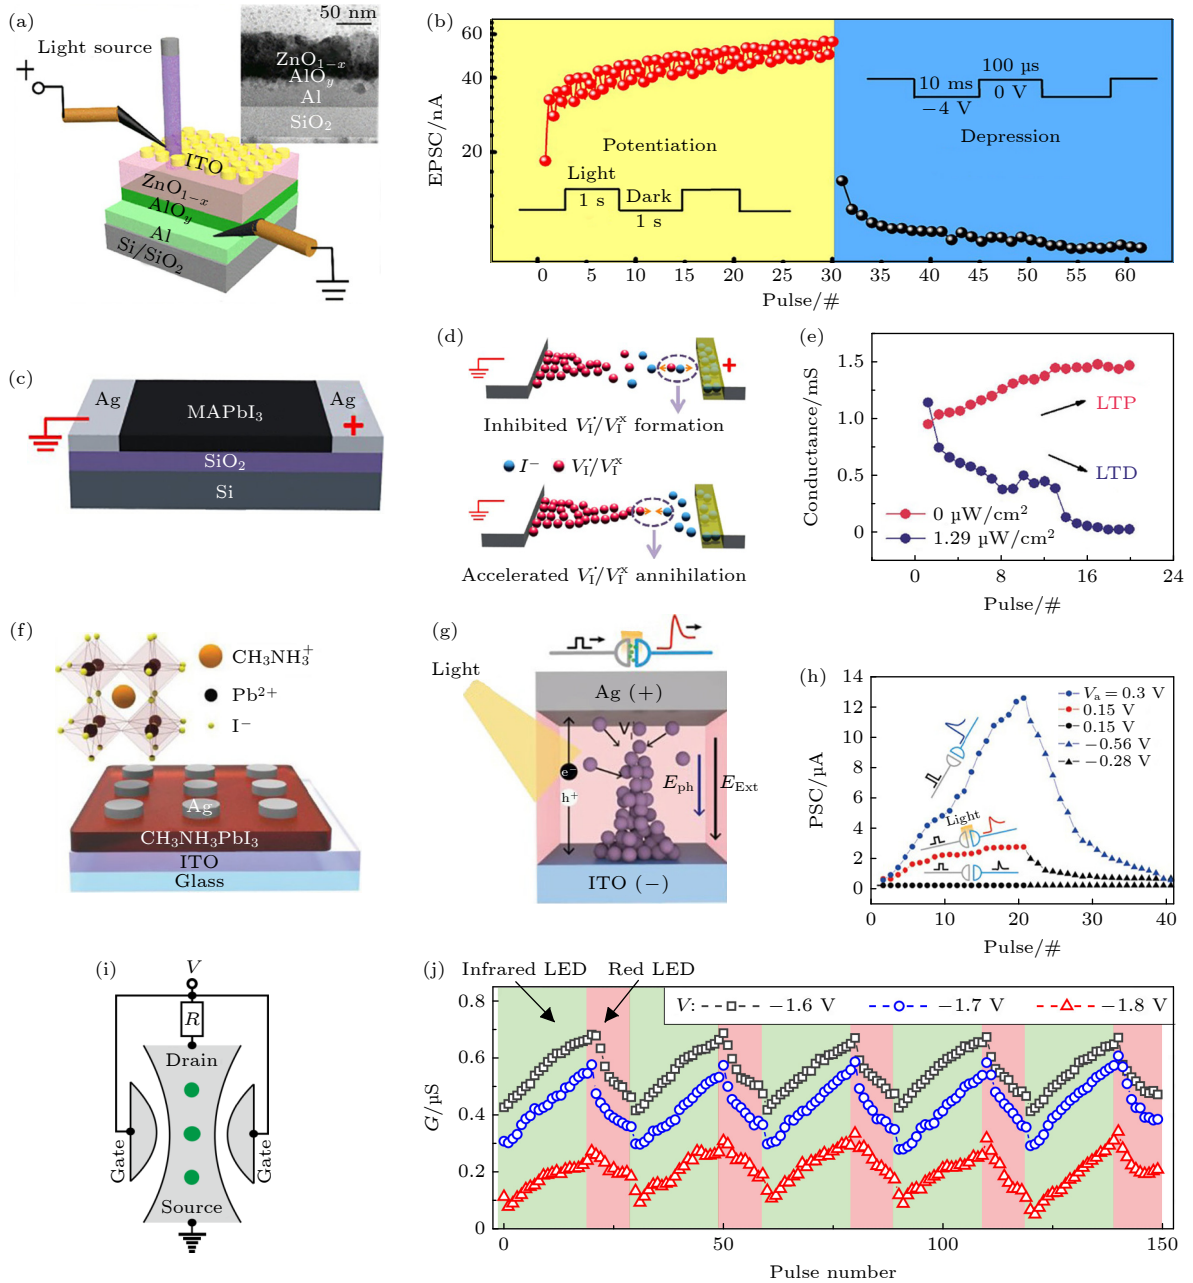 (a)
Light source
+
50 nm
ZnO1−x
AlOy
Al
SiO2
ITO
ZnO1−x
AlOy
Al
Si/SiO2
(b)
EPSC/nA
60
40
20
Potentiation
Light
1 s
Dark
1 s
10 ms
−4 V
100 µs
0 V
Depression
0 5 10 15 20 25 30 35 40 45 50 55 60
Pulse/#
(c)
Ag
MAPbI3
Ag
+
SiO2
Si
(d)
+
Inhibited V_I^•/V_I^x formation
I− V_I^•/V_I^x
Accelerated V_I^•/V_I^x annihilation
(e)
Conductance/mS
1.5
1.0
0.5
0
LTP
LTD
0 µW/cm2
1.29 µW/cm2
0 8 16 24
Pulse/#
(f)
CH3NH3+
Pb2+
I−
Ag
CH3NH3PbI3
ITO
Glass
(g)
Light
Ag (+)
V_I^•
e−
h+
Eph
EExt
ITO (−)
(h)
PSC/µA
14
12
10
8
6
4
2
0
Va = 0.3 V
0.15 V
0.15 V
−0.56 V
−0.28 V
Light
0 10 20 30 40
Pulse/#
(i)
V
R
Drain
Gate
Gate
Source
(j)
Infrared LED
Red LED
V: −1.6 V −1.7 V −1.8 V
G/µS
0.8
0.6
0.4
0.2
0
0 50 100 150
Pulse number